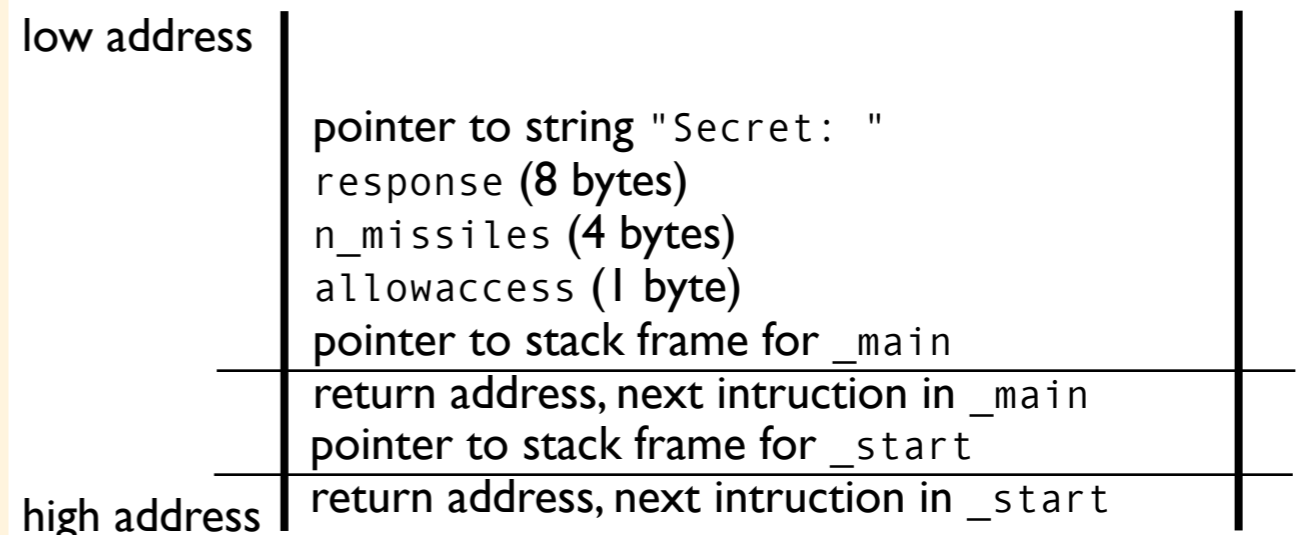 low address
pointer to string "Secret: "
response (8 bytes)
n_missiles (4 bytes)
allowaccess (1 byte)
pointer to stack frame for _main
return address, next intruction in _main
pointer to stack frame for _start
return address, next intruction in _start
high address